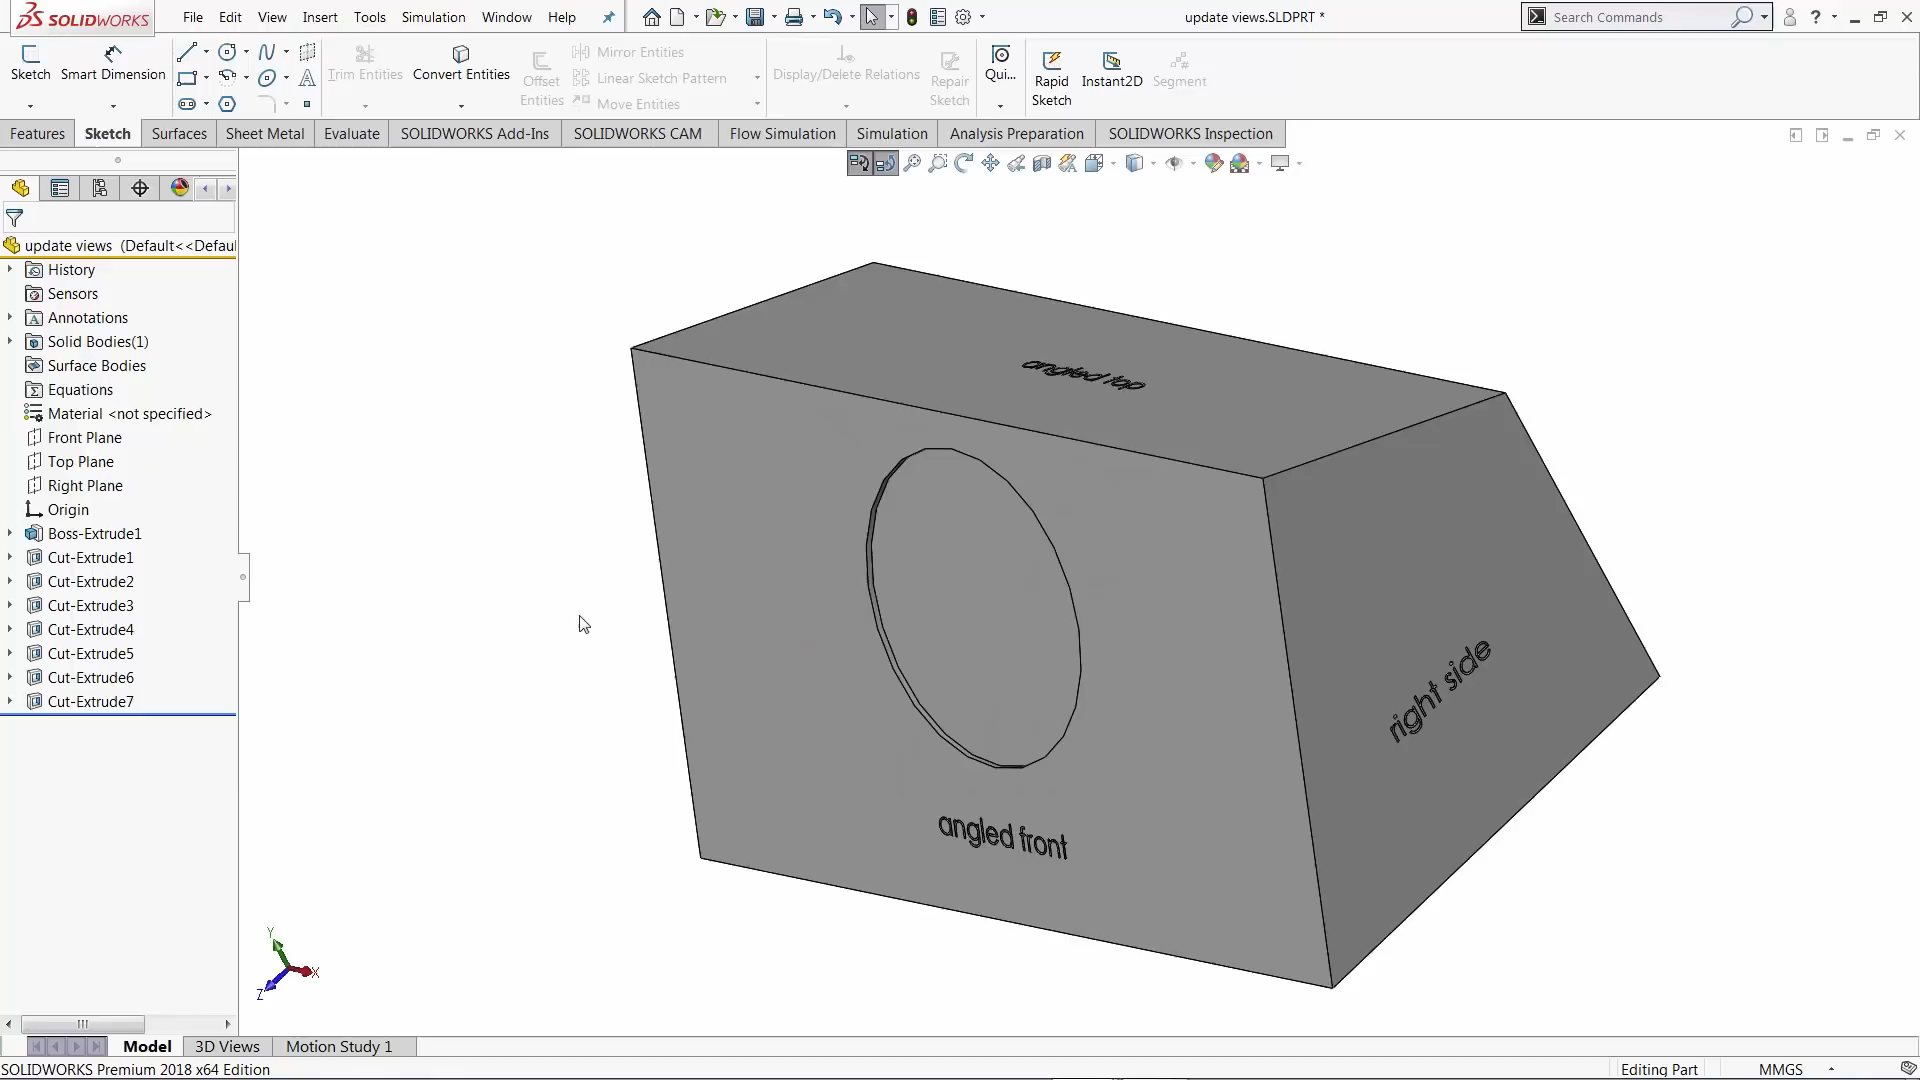 SOLIDWORKS
File Edit View Insert Tools Simulation Window Help
update views.SLDPRT *
Search Commands
Sketch
Smart Dimension
Trim Entities
Convert Entities
Offset Entities
Mirror Entities
Linear Sketch Pattern
Move Entities
Display/Delete Relations
Repair Sketch
Qui...
Rapid Sketch
Instant2D
Segment
Features Sketch Surfaces Sheet Metal Evaluate SOLIDWORKS Add-Ins SOLIDWORKS CAM Flow Simulation Simulation Analysis Preparation SOLIDWORKS Inspection
update views (Default<<Defaul
History
Sensors
Annotations
Solid Bodies(1)
Surface Bodies
Equations
Material <not specified>
Front Plane
Top Plane
Right Plane
Origin
Boss-Extrude1
Cut-Extrude1
Cut-Extrude2
Cut-Extrude3
Cut-Extrude4
Cut-Extrude5
Cut-Extrude6
Cut-Extrude7
angled top
right side
angled front
Y
X
Z
Model 3D Views Motion Study 1
SOLIDWORKS Premium 2018 x64 Edition
Editing Part
MMGS